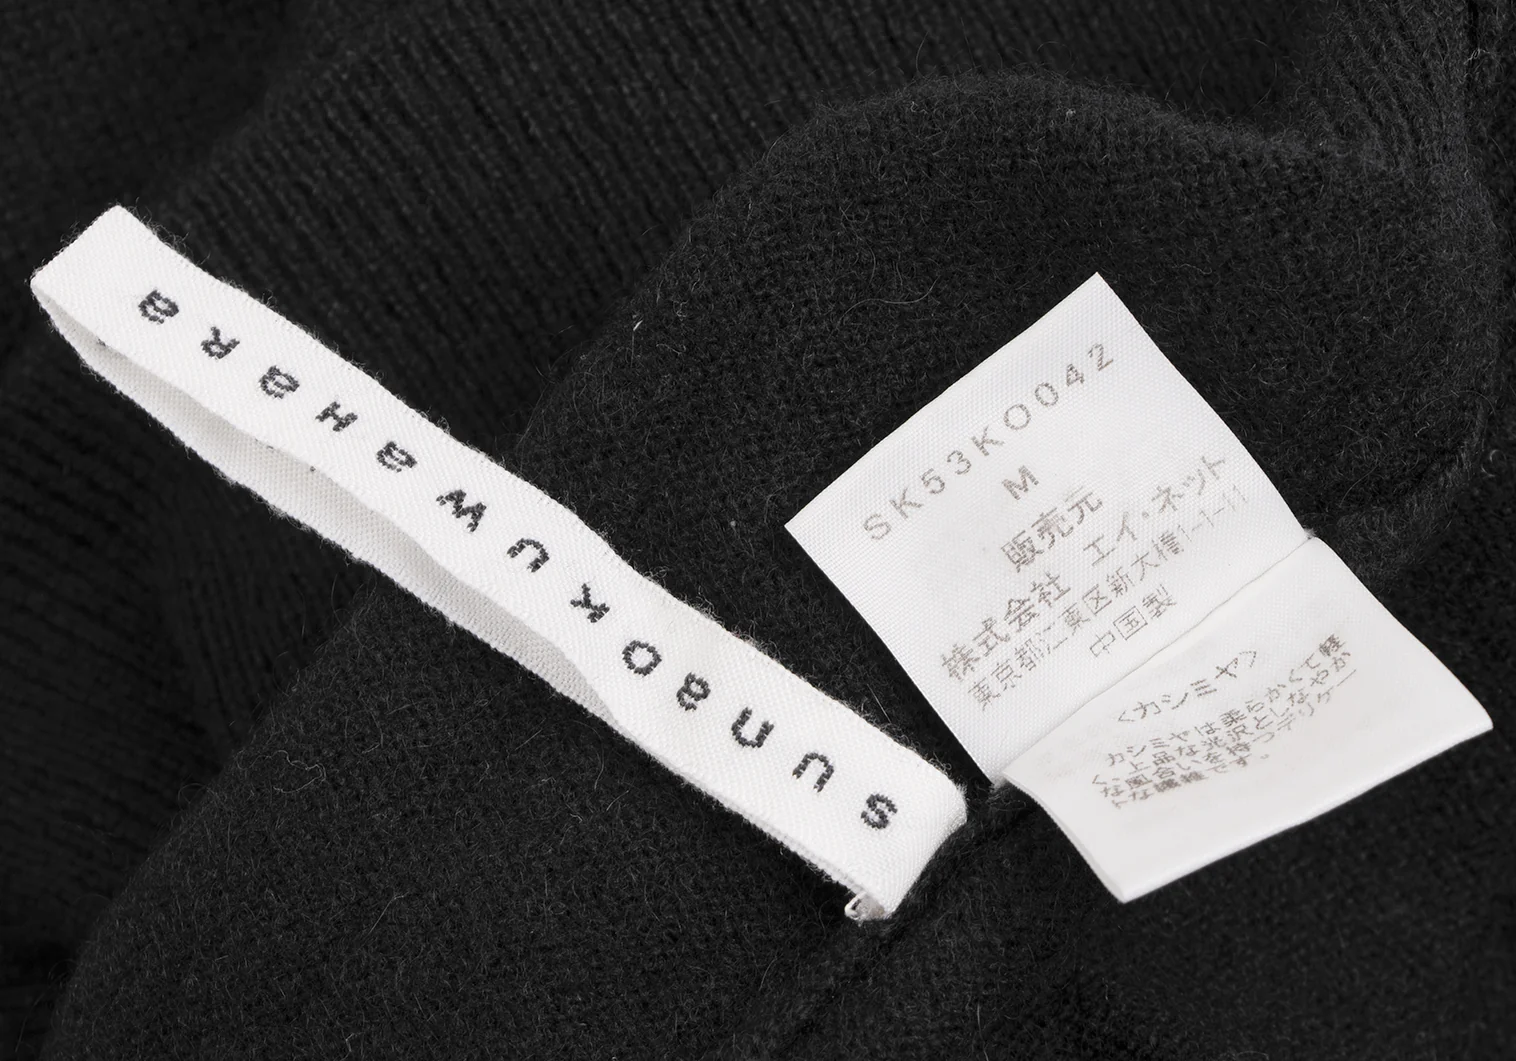 sunaokuwaHaRa
SK53KO042
M
販売元
株式会社 エイ・ネット
東京都江東区新大橋1-1-11
中国製
<カシミヤ>
カシミヤは柔らかくて軽
く、上品な光沢としなやか
な風合いを持つデリケー
トな繊維です。